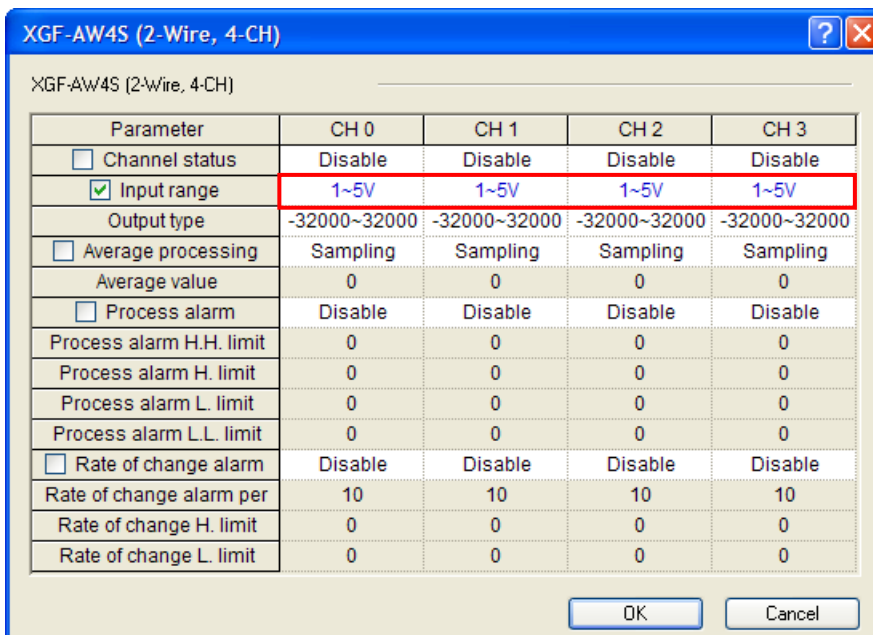 XGF-AW4S (2-Wire, 4-CH)
XGF-AW4S (2-Wire, 4-CH)
Parameter CH 0 CH 1 CH 2 CH 3
Channel status Disable Disable Disable Disable
Input range 1~5V 1~5V 1~5V 1~5V
Output type -32000~32000 -32000~32000 -32000~32000 -32000~32000
Average processing Sampling Sampling Sampling Sampling
Average value 0 0 0 0
Process alarm Disable Disable Disable Disable
Process alarm H.H. limit 0 0 0 0
Process alarm H. limit 0 0 0 0
Process alarm L. limit 0 0 0 0
Process alarm L.L. limit 0 0 0 0
Rate of change alarm Disable Disable Disable Disable
Rate of change alarm per 10 10 10 10
Rate of change H. limit 0 0 0 0
Rate of change L. limit 0 0 0 0
OK Cancel